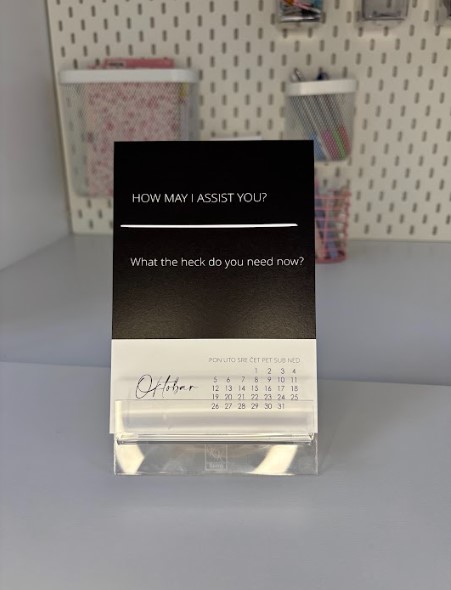 HOW MAY I ASSIST YOU?
What the heck do you need now?
PON UTO SRE ČET PET SUB NED
1 2 3 4
Oktobar
5 6 7 8 9 10 11
12 13 14 15 16 17 18
19 20 21 22 23 24 25
26 27 28 29 30 31